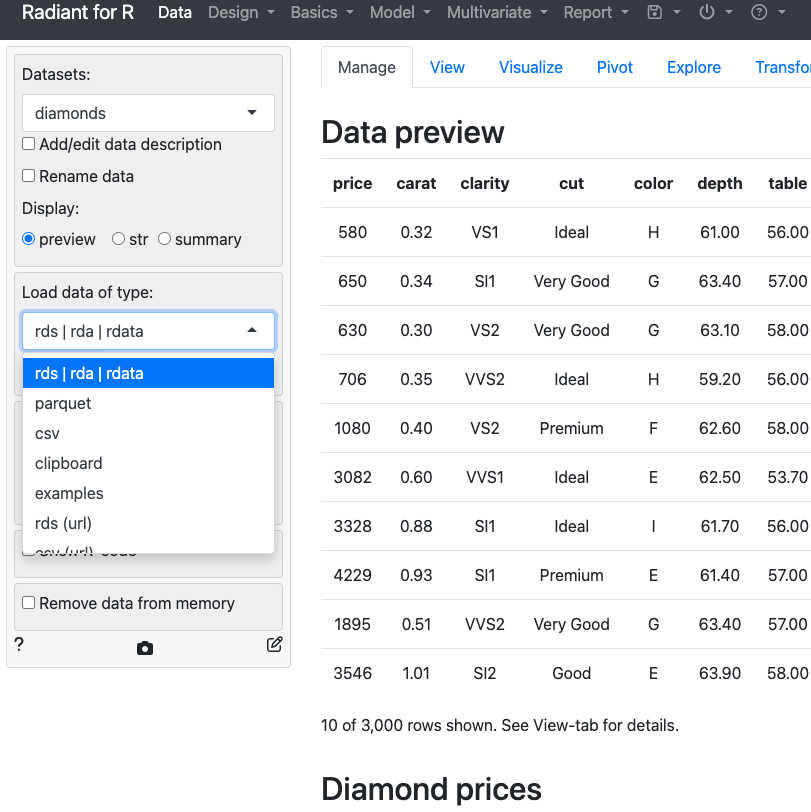 Radiant for R Data Design Basics Model Multivariate Report
Datasets:
diamonds
Add/edit data description
Rename data
Display:
preview str summary
Load data of type:
rds | rda | rdata
rds | rda | rdata
parquet
csv
clipboard
examples
rds (url)
csv (url)
Remove data from memory
?
Manage View Visualize Pivot Explore Transfo
Data preview
price carat clarity cut color depth table
580 0.32 VS1 Ideal H 61.00 56.00
650 0.34 SI1 Very Good G 63.40 57.00
630 0.30 VS2 Very Good G 63.10 58.00
706 0.35 VVS2 Ideal H 59.20 56.00
1080 0.40 VS2 Premium F 62.60 58.00
3082 0.60 VVS1 Ideal E 62.50 53.70
3328 0.88 SI1 Ideal I 61.70 56.00
4229 0.93 SI1 Premium E 61.40 57.00
1895 0.51 VVS2 Very Good G 63.40 57.00
3546 1.01 SI2 Good E 63.90 58.00
10 of 3,000 rows shown. See View-tab for details.
Diamond prices